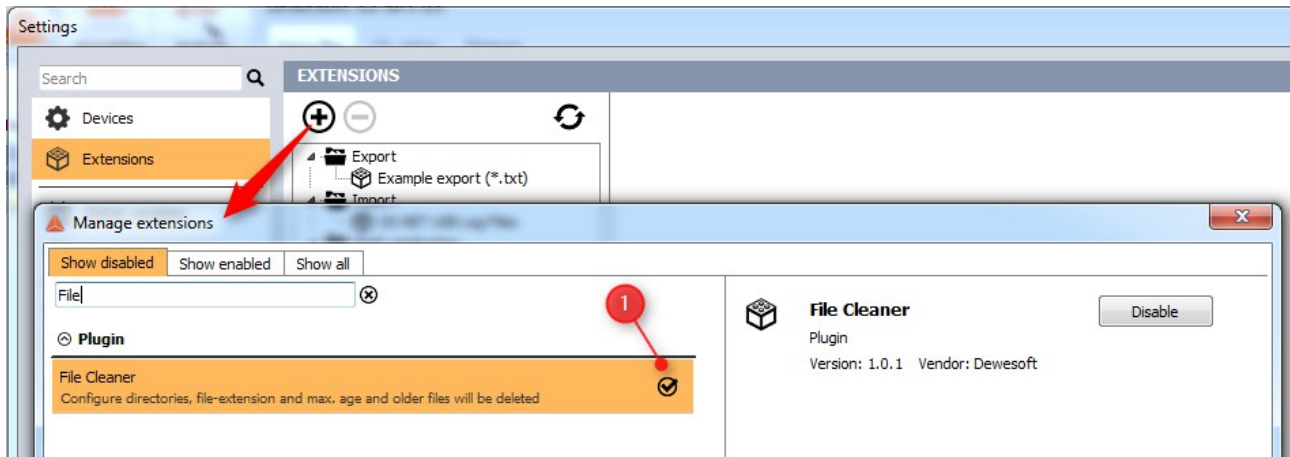 Settings
Search
EXTENSIONS
Devices
Extensions
Export
Example export (*.txt)
Import
Manage extensions
Show disabled Show enabled Show all
File
1
Plugin
File Cleaner
Configure directories, file-extension and max. age and older files will be deleted
File Cleaner
Disable
Plugin
Version: 1.0.1 Vendor: Dewesoft